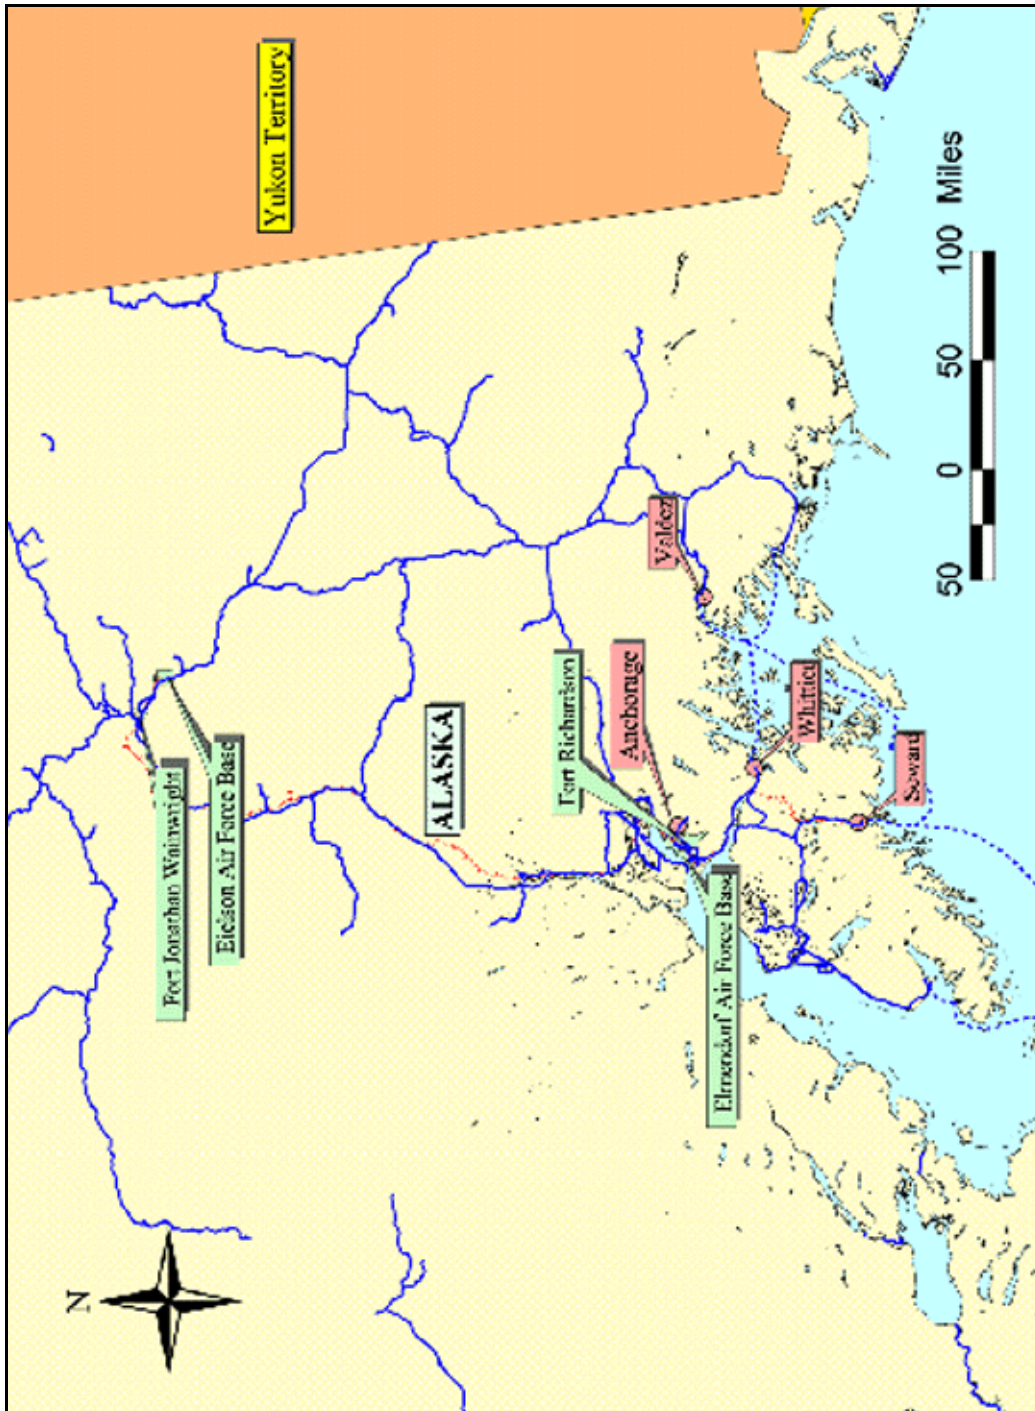 N
Fort Jonathan Wainwright
Eielson Air Force Base
Yukon Territory
ALASKA
Fort Richardson
Anchorage
Valdez
Elmendorf Air Force Base
Whittier
Seward
50 0 50 100 Miles